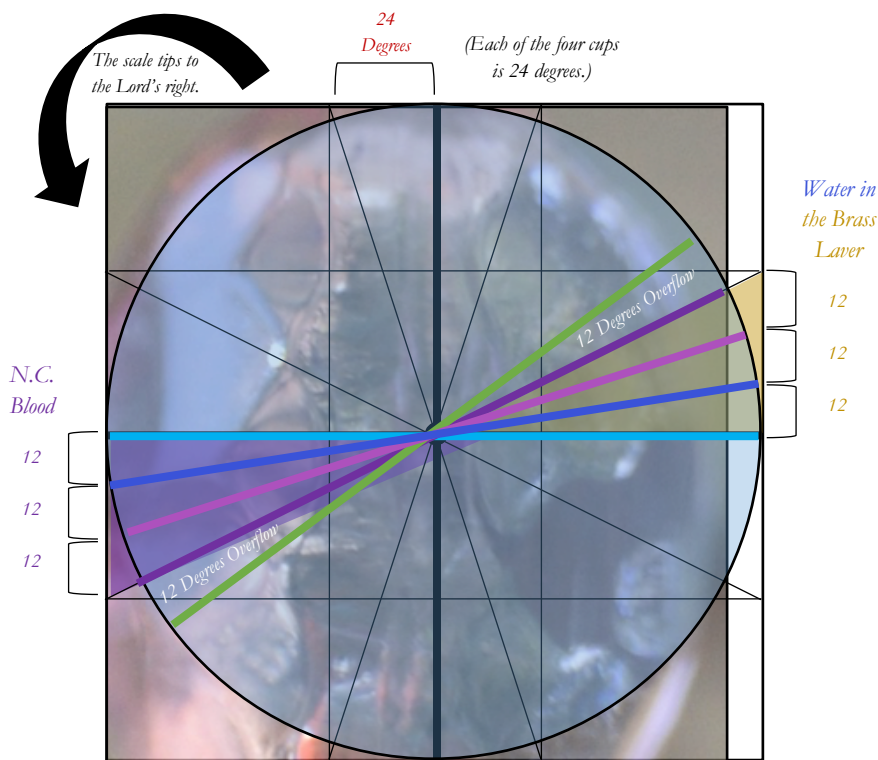 24
Degrees
(Each of the four cups
is 24 degrees.)
The scale tips to
the Lord's right.
Water in
the Brass
Laver
12
12
12
12 Degrees Overflow
N.C.
Blood
12
12
12
12 Degrees Overflow